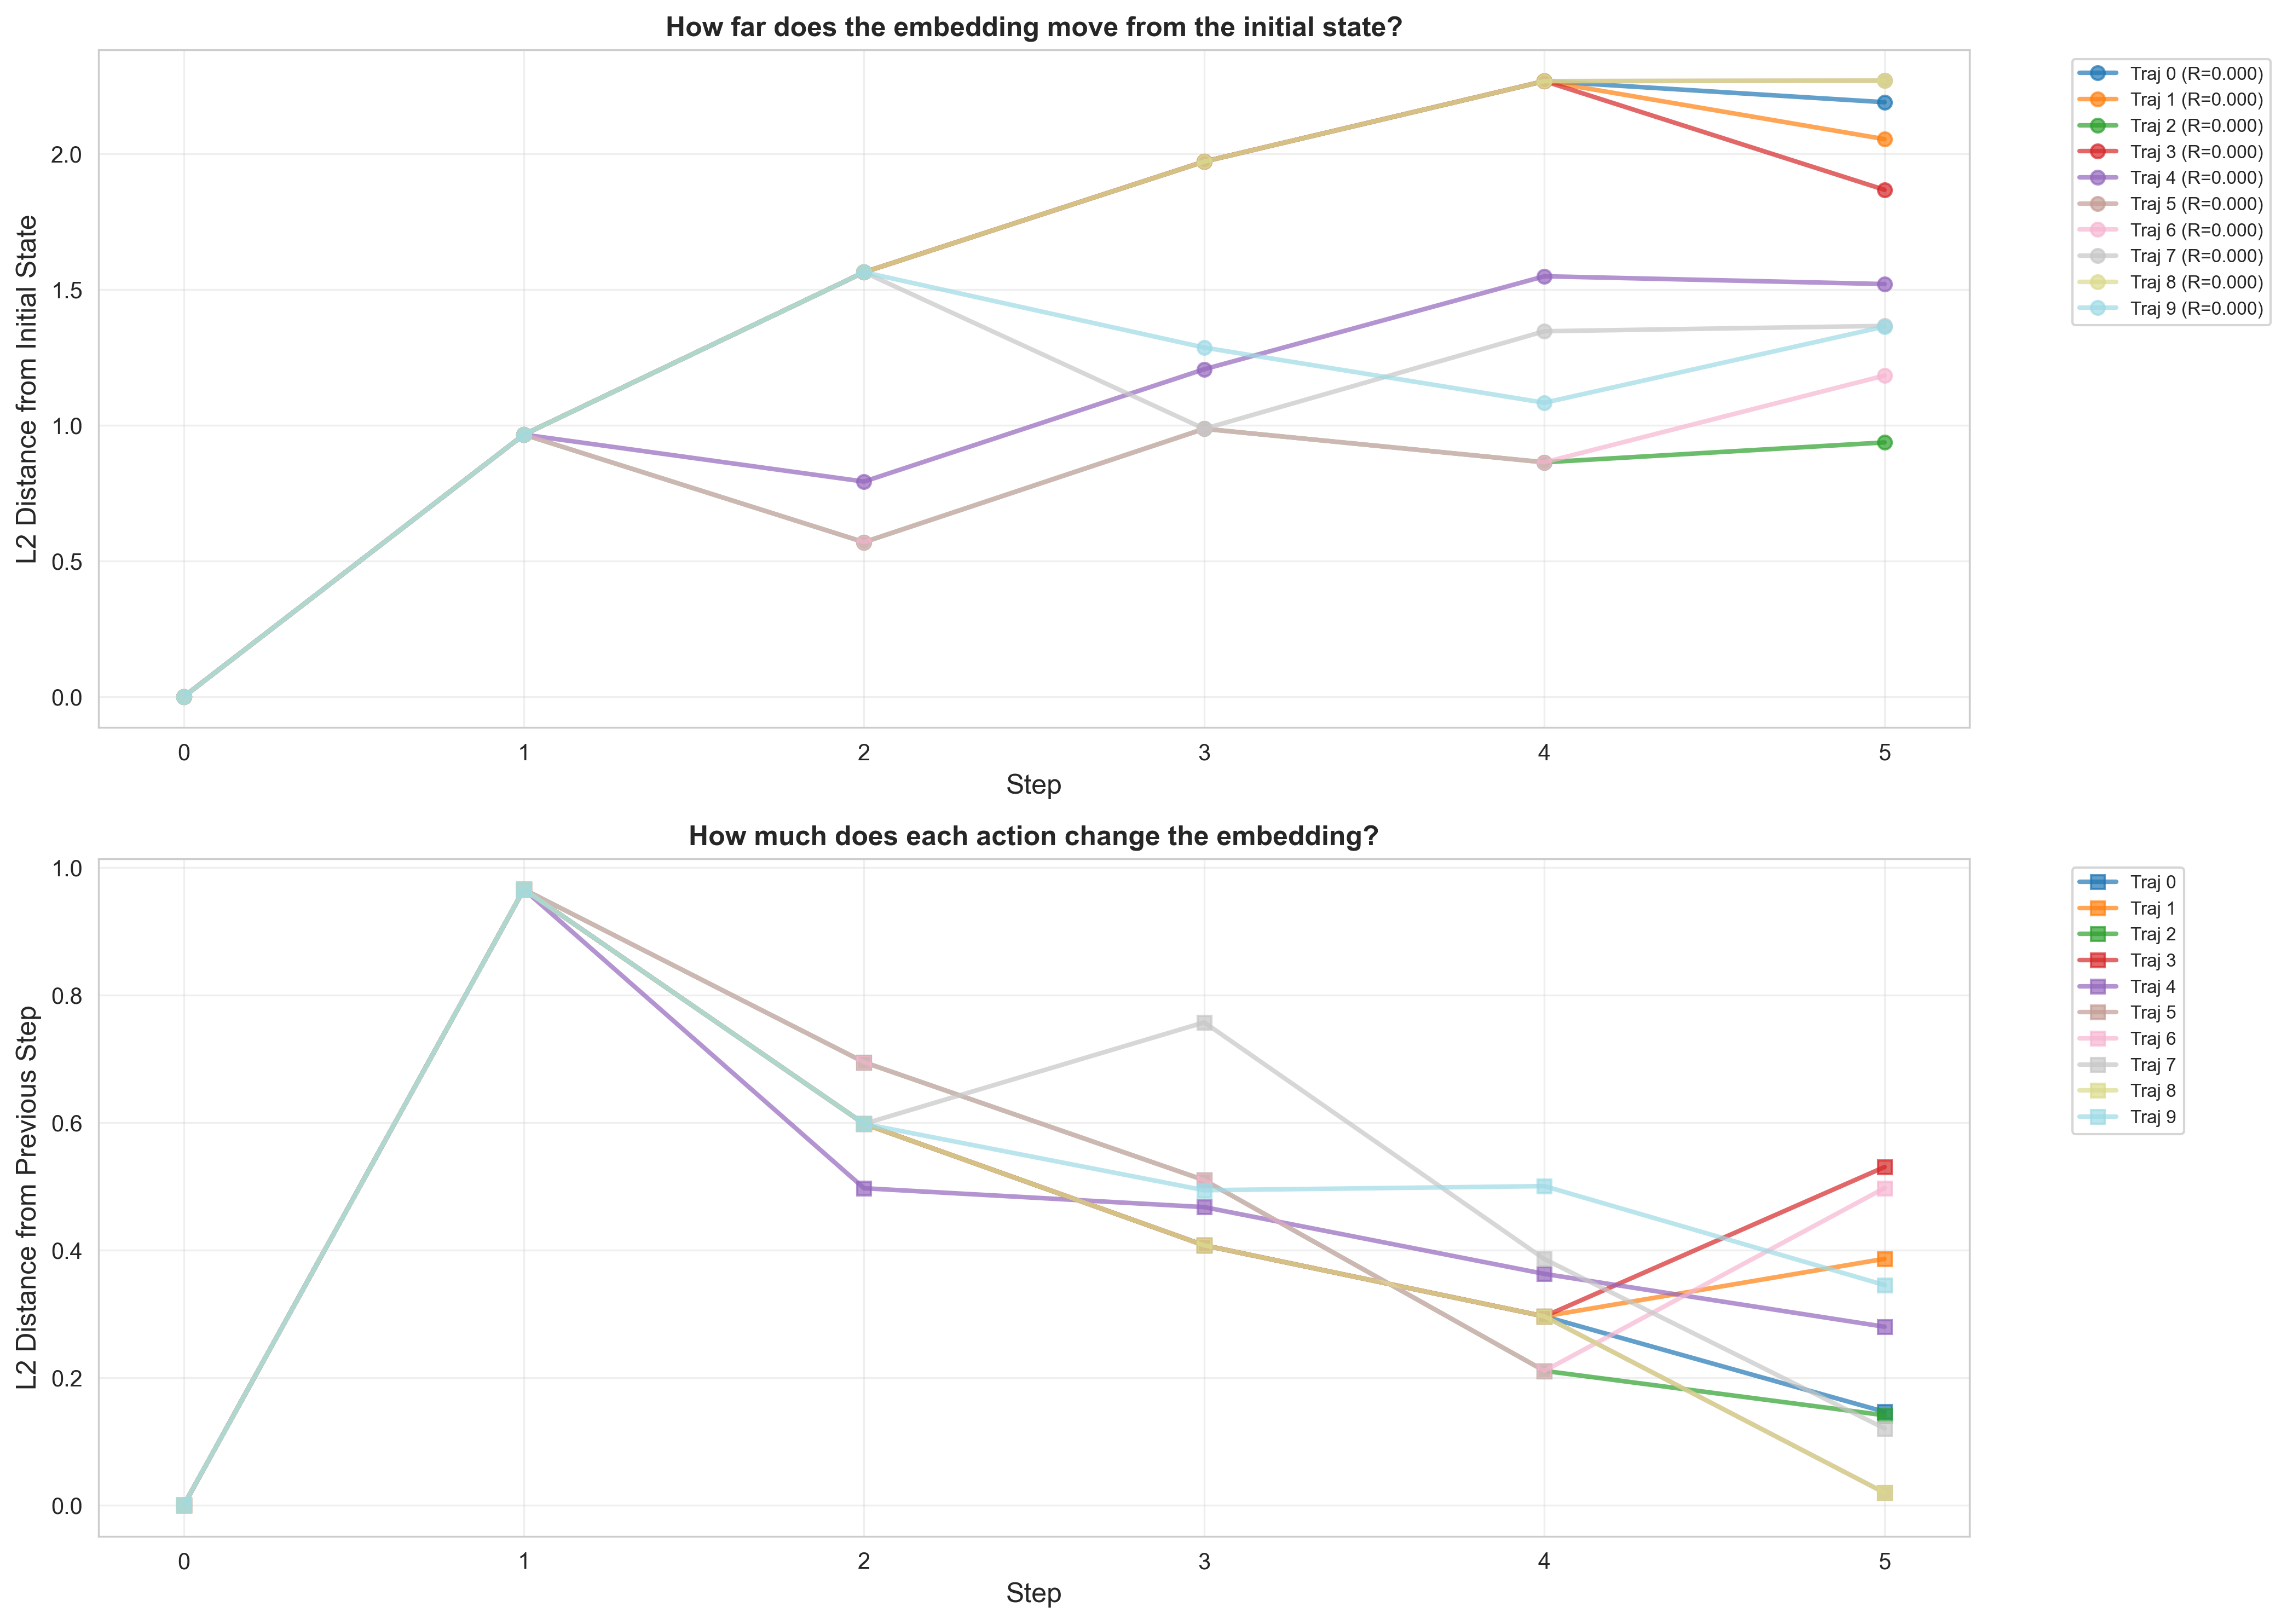 How far does the embedding move from the initial state?
L2 Distance from Initial State
2.0
1.5
1.0
0.5
0.0
0 1 2 3 4 5
Step
Traj 0 (R=0.000)
Traj 1 (R=0.000)
Traj 2 (R=0.000)
Traj 3 (R=0.000)
Traj 4 (R=0.000)
Traj 5 (R=0.000)
Traj 6 (R=0.000)
Traj 7 (R=0.000)
Traj 8 (R=0.000)
Traj 9 (R=0.000)
How much does each action change the embedding?
L2 Distance from Previous Step
1.0
0.8
0.6
0.4
0.2
0.0
0 1 2 3 4 5
Step
Traj 0
Traj 1
Traj 2
Traj 3
Traj 4
Traj 5
Traj 6
Traj 7
Traj 8
Traj 9